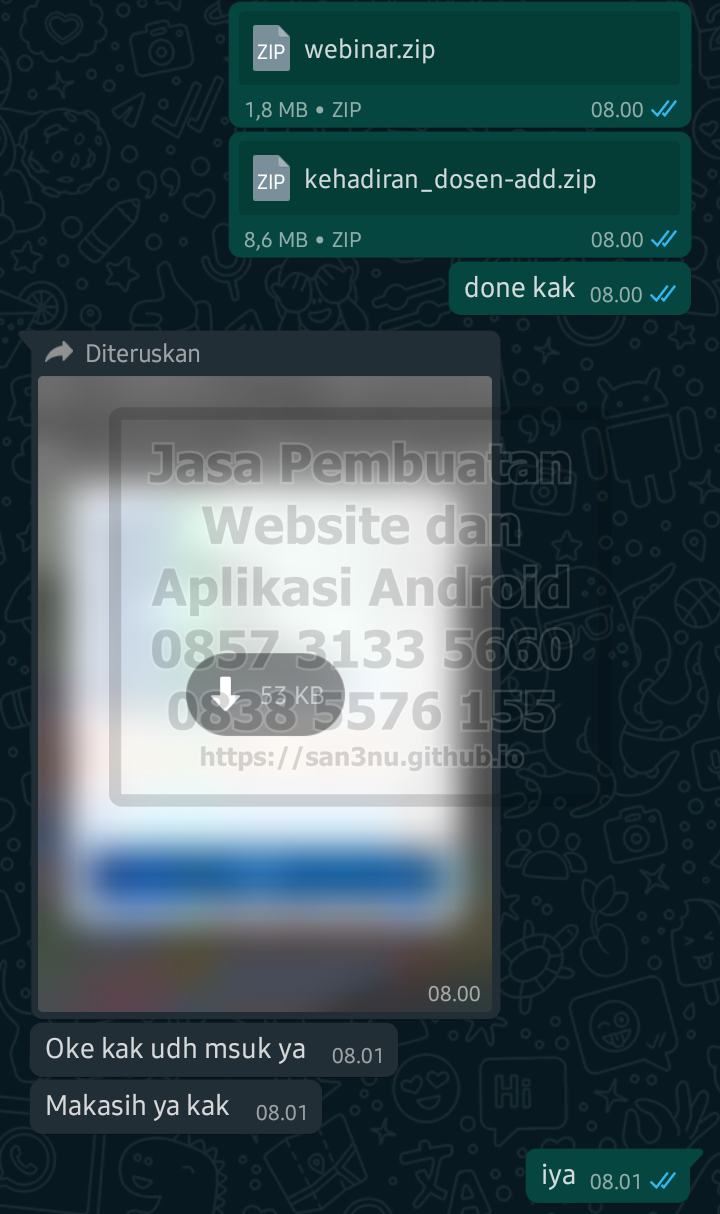 ZIP webinar.zip
1,8 MB • ZIP 08.00
ZIP kehadiran_dosen-add.zip
8,6 MB • ZIP 08.00
done kak 08.00
Diteruskan
Jasa Pembuatan
Website dan
Aplikasi Android
0857 3133 5660
53 KB
0838 5576 155
https://san3nu.github.io
08.00
Oke kak udh msuk ya 08.01
Makasih ya kak 08.01
Hi
iya 08.01